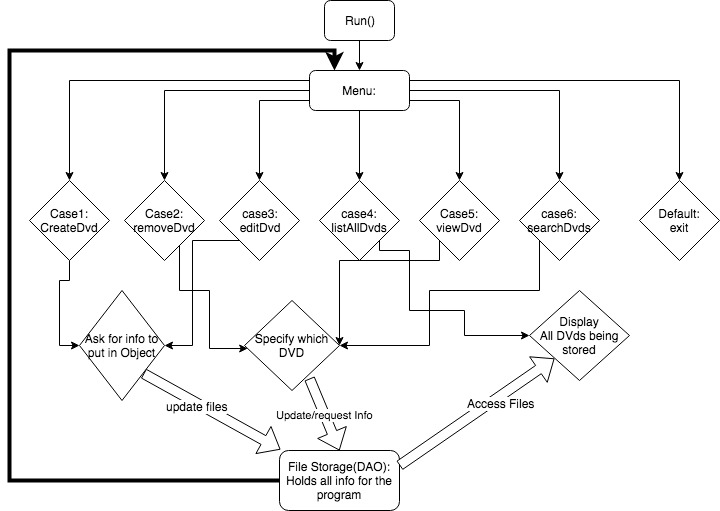 Run()
Menu:
Case1:
CreateDvd
Case2:
removeDvd
case3:
editDvd
case4:
listAllDvds
Case5:
viewDvd
case6:
searchDvds
Default:
exit
Ask for info to
put in Object
Specify which
DVD
Display
All DVds being
stored
update files
Update/request Info
Access Files
File Storage(DAO):
Holds all info for the
program